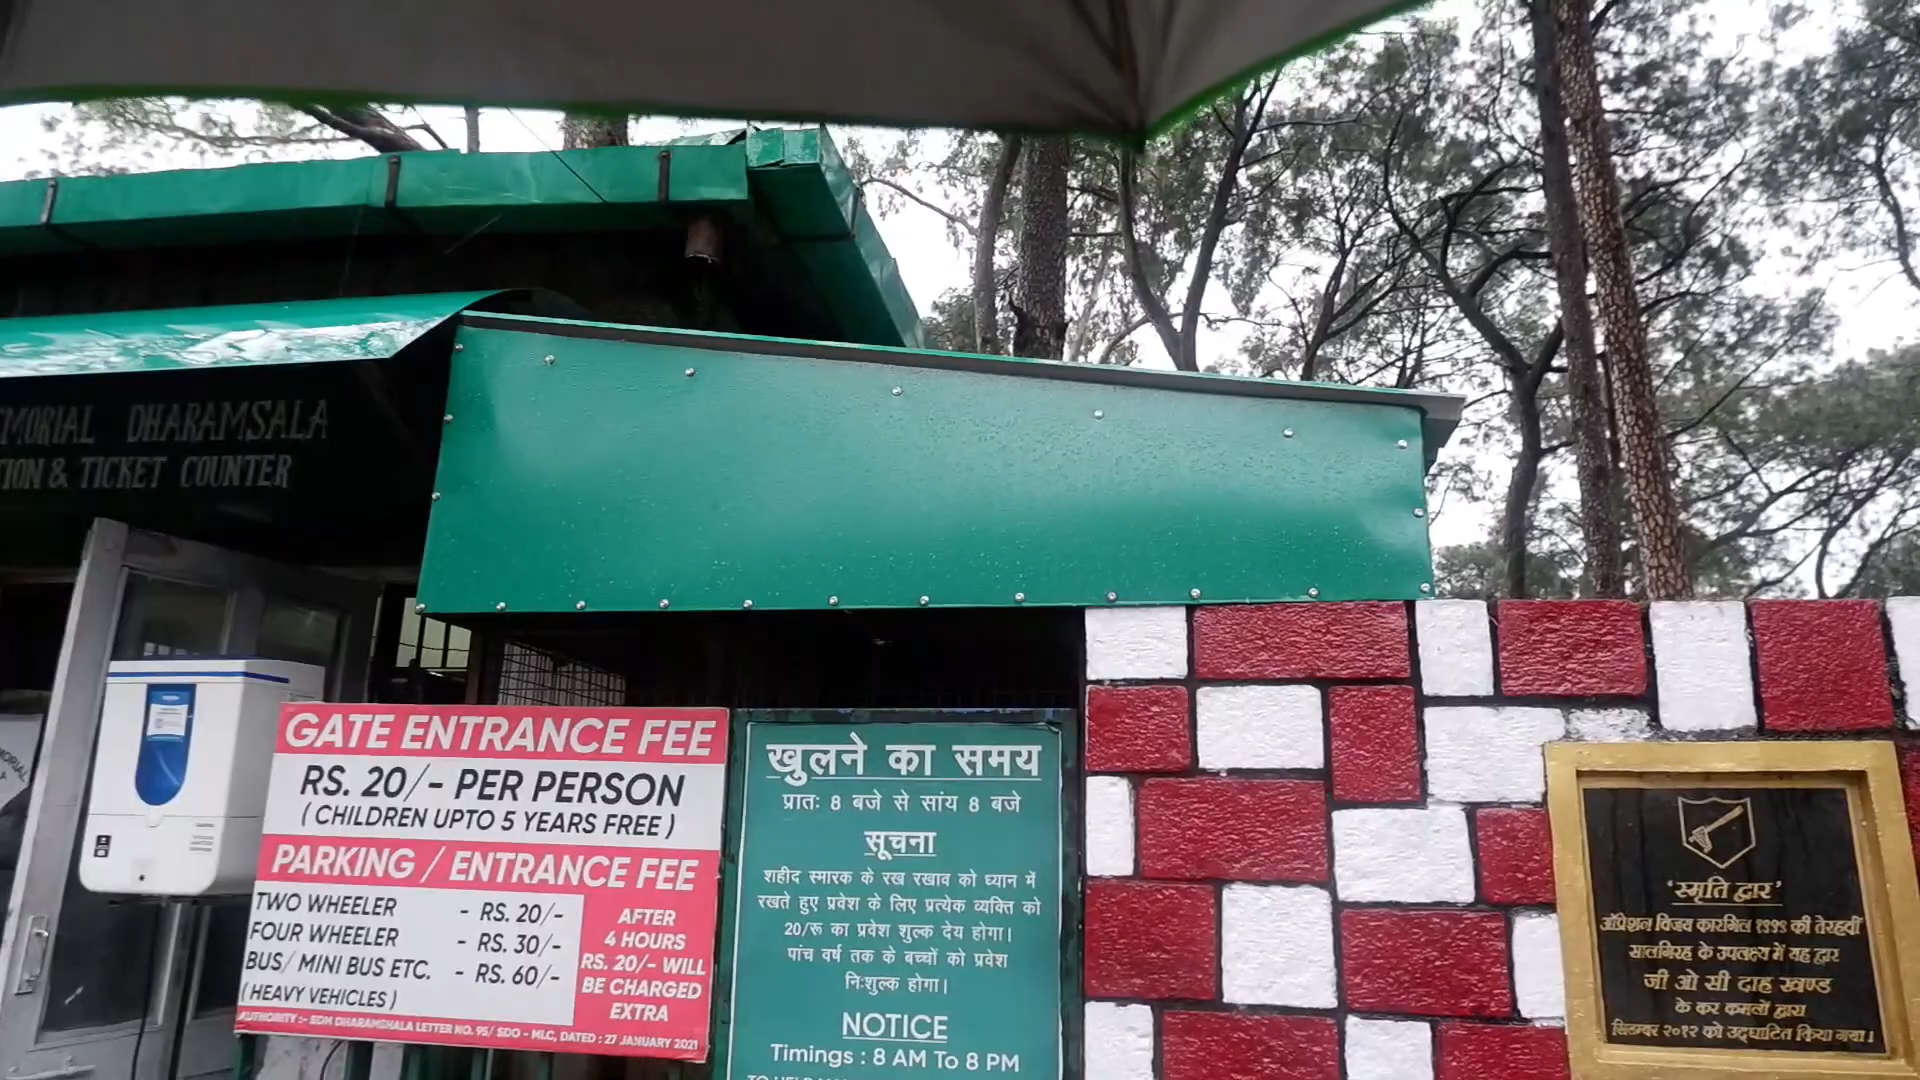 MORIAL DHARAMSALA
TION & TICKET COUNTER
GATE ENTRANCE FEE
RS. 20/- PER PERSON
( CHILDREN UPTO 5 YEARS FREE )
PARKING / ENTRANCE FEE
TWO WHEELER - RS. 20/-
FOUR WHEELER - RS. 30/-
BUS/ MINI BUS ETC. - RS. 60/-
( HEAVY VEHICLES )
AFTER
4 HOURS
RS. 20/- WILL
BE CHARGED
EXTRA
AUTHORITY :- SDM DHARAMSHALA LETTER NO. 95/ SDO - MLC, DATED : 27 JANUARY 2021
खुलने का समय
प्रातः 8 बजे से सांय 8 बजे
सूचना
शहीद स्मारक के रख रखाव को ध्यान में
रखते हुए प्रवेश के लिए प्रत्येक व्यक्ति को
20/रू का प्रवेश शुल्क देय होगा।
पांच वर्ष तक के बच्चों को प्रवेश
निःशुल्क होगा।
NOTICE
Timings : 8 AM To 8 PM
'स्मृति द्वार'
ऑप्रेशन विजय कारगिल १९९९ की तेरहवीं
सालगिरह के उपलक्ष्य में यह द्वार
जी ओ सी दाह खण्ड
के कर कमलों द्वारा
सितम्बर २०१२ को उद्घाटित किया गया।